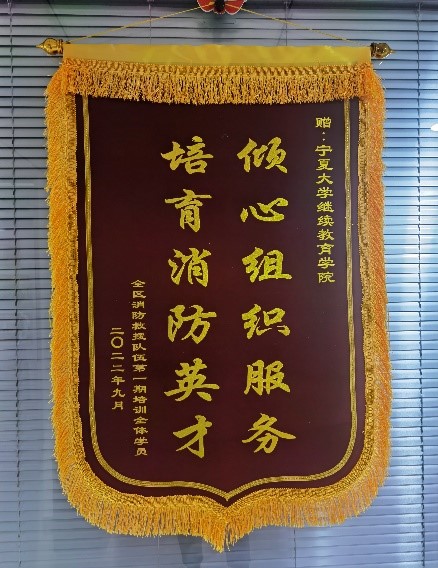 赠：宁夏大学继续教育学院
倾心组织服务
培育消防英才
全区消防救援队伍第一期培训全体学员
二〇二二年九月